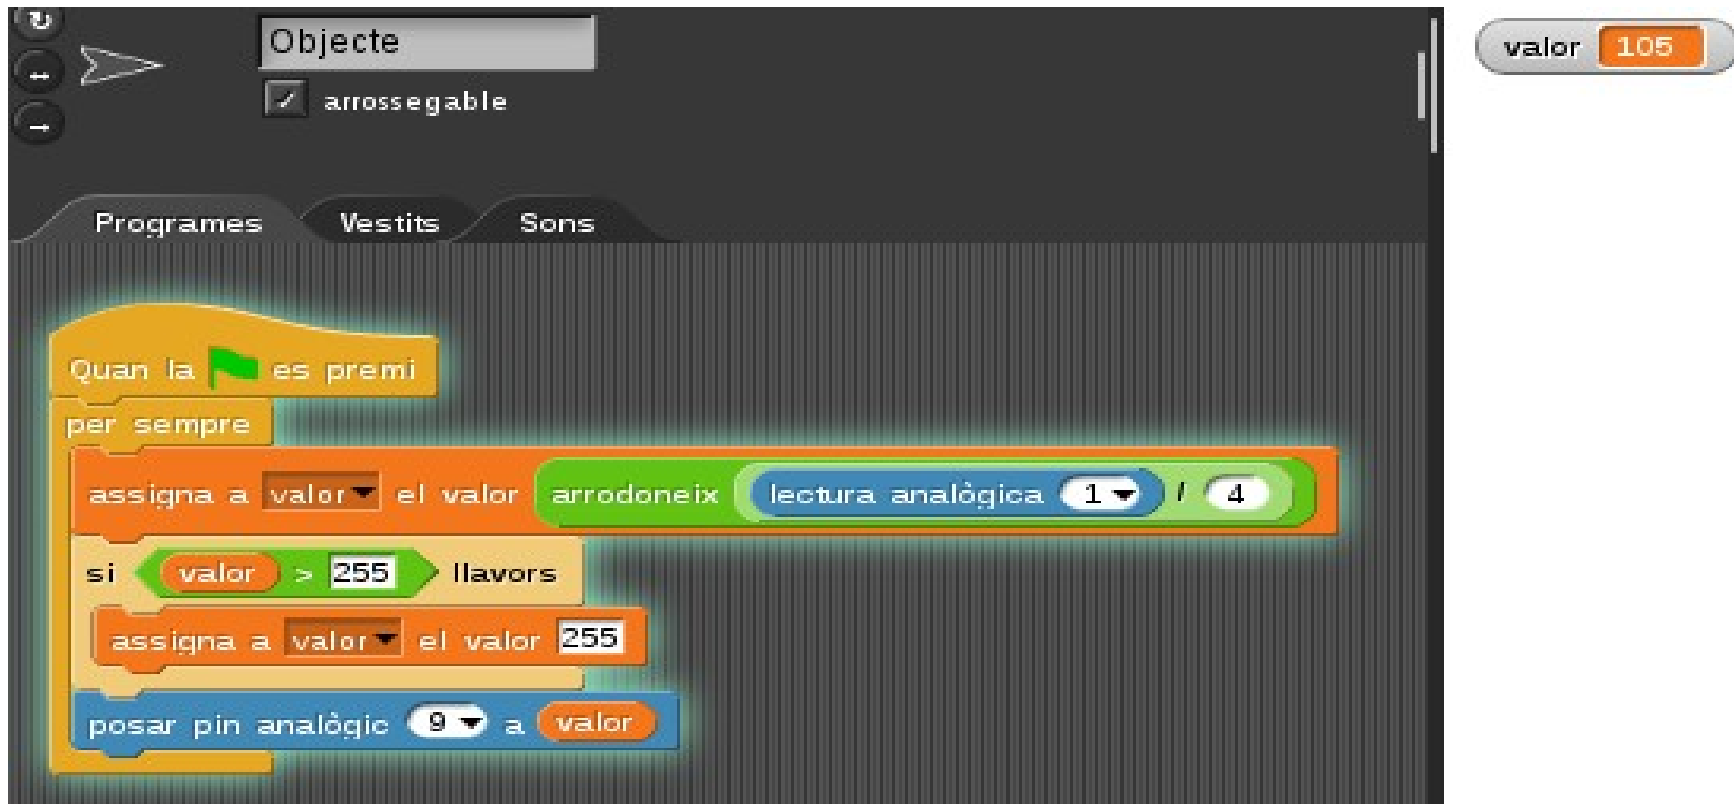 Objecte
valor 105
arrossegable
Programes Vestits Sons
Quan la es premi
per sempre
assigna a valor el valor arrodoneix lectura analògica 1 / 4
si valor > 255 llavors
assigna a valor el valor 255
posar pin analògic 9 a valor